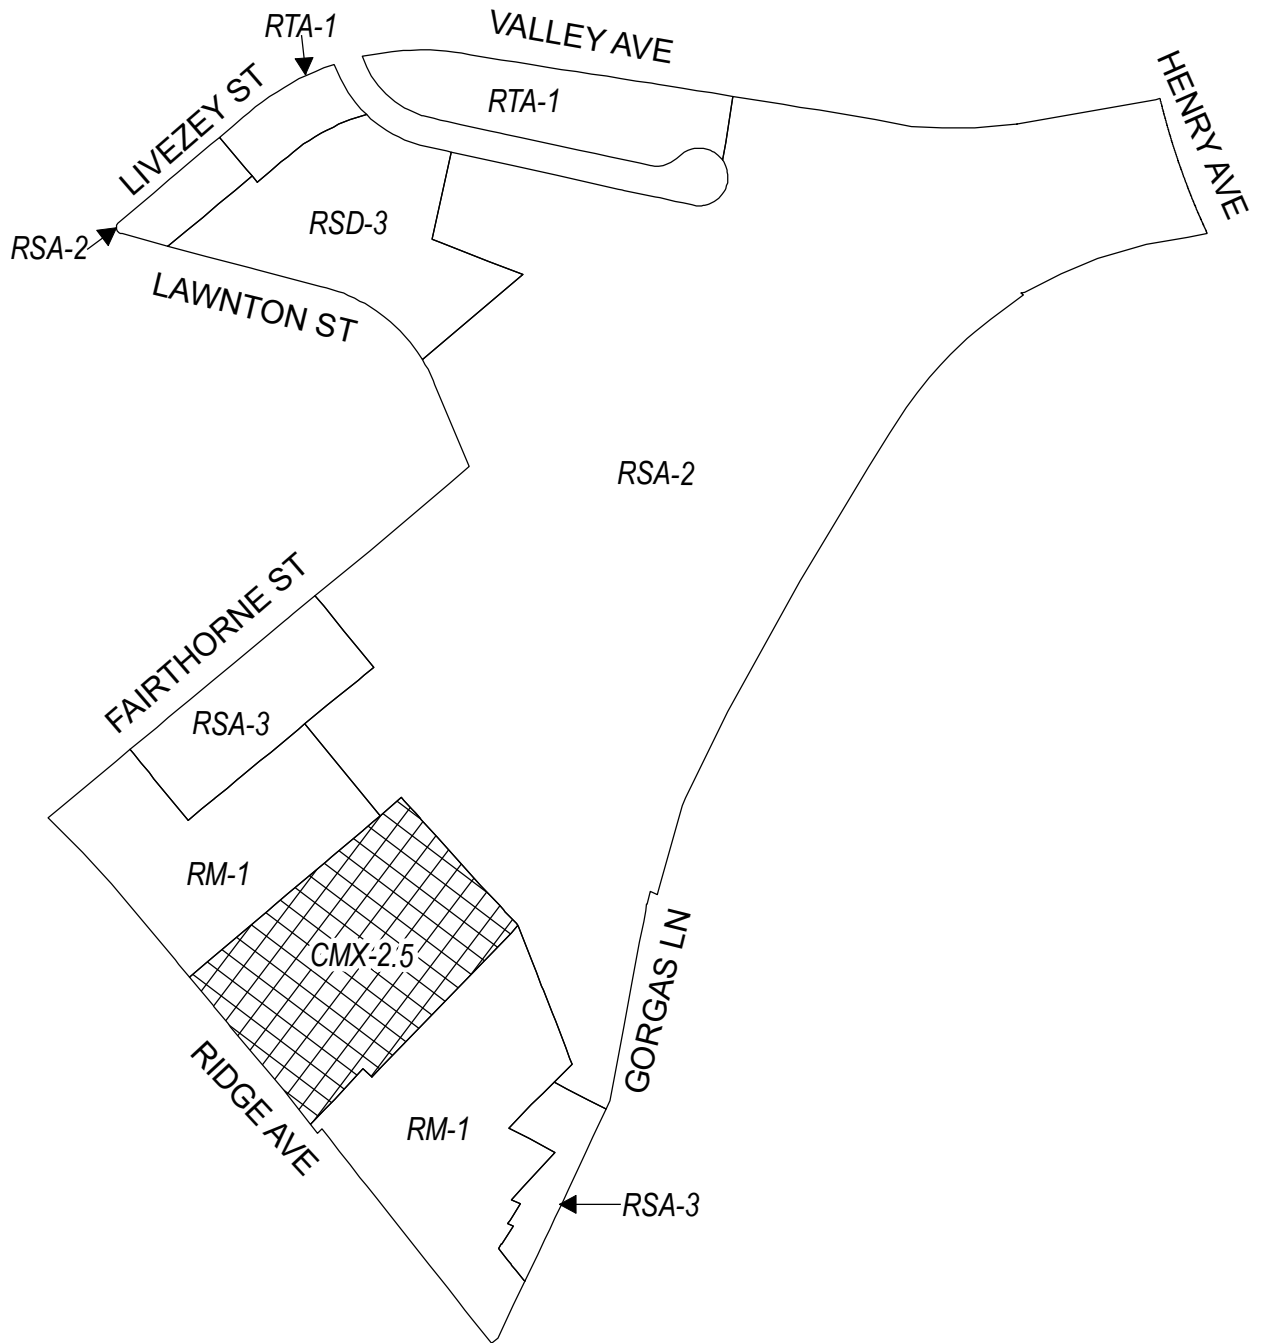 RTA-1
VALLEY AVE
HENRY AVE
LIVEZEY ST
RTA-1
RSD-3
RSA-2
LAWNTON ST
RSA-2
FAIRTHORNE ST
RSA-3
RM-1
CMX-2.5
GORGAS LN
RIDGE AVE
RM-1
RSA-3